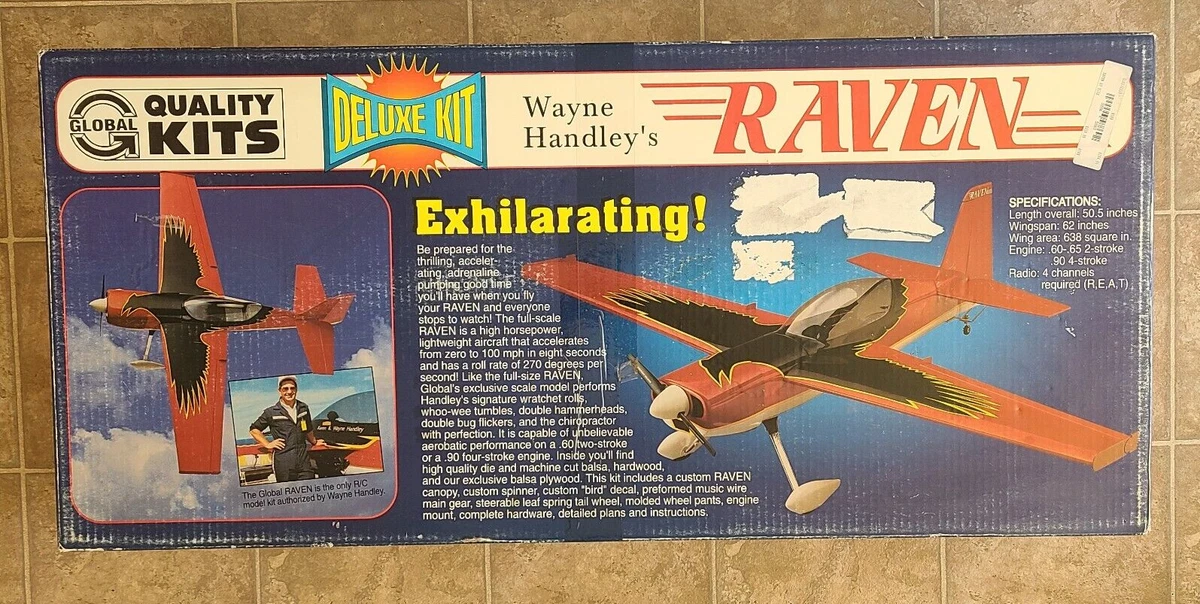 GLOBAL
QUALITY
KITS
DELUXE KIT
Wayne
Handley's
RAVEN
Exhilarating!
Be prepared for the
thrilling, acceler-
ating, adrenaline
pumping good time
you'll have when you fly
your RAVEN and everyone
stops to watch! The full-scale
RAVEN is a high horsepower,
lightweight aircraft that accelerates
from zero to 100 mph in eight seconds
and has a roll rate of 270 degrees per
second! Like the full-size RAVEN,
Global's exclusive scale model performs
Handley's signature wratchet rolls,
whoo-wee tumbles, double hammerheads,
double bug flickers, and the chiropractor
with perfection. It is capable of unbelievable
aerobatic performance on a .60 two-stroke
or a .90 four-stroke engine. Inside you'll find
high quality die and machine cut balsa, hardwood,
and our exclusive balsa plywood. This kit includes a custom RAVEN
canopy, custom spinner, custom "bird" decal, preformed music wire
main gear, steerable leaf spring tail wheel, molded wheel pants, engine
mount, complete hardware, detailed plans and instructions.
SPECIFICATIONS:
Length overall: 50.5 inches
Wingspan: 62 inches
Wing area: 638 square in.
Engine: .60-.65 2-stroke
.90 4-stroke
Radio: 4 channels
required (R,E,A,T)
RAVEN
Wayne Handley
The Global RAVEN is the only R/C
model kit authorized by Wayne Handley.